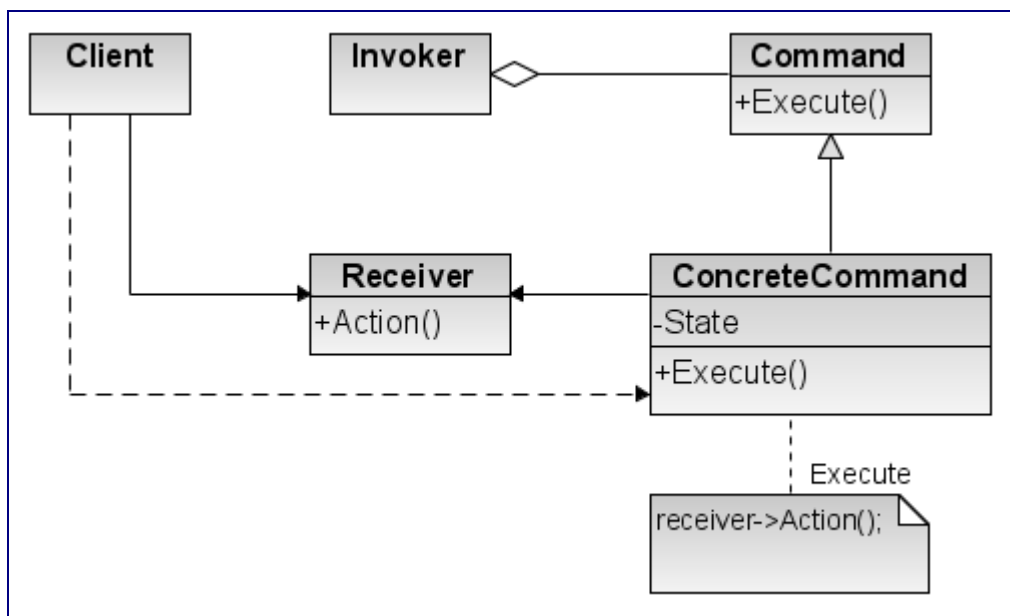 Client
Invoker
Command
+Execute()
Receiver
+Action()
ConcreteCommand
-State
+Execute()
Execute
receiver->Action();